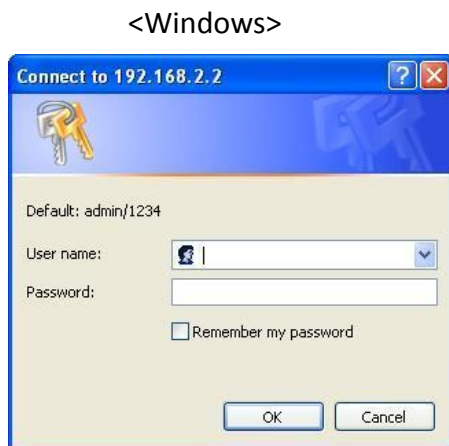 <Windows>
Connect to 192.168.2.2
Default: admin/1234
User name:
Password:
Remember my password
OK
Cancel